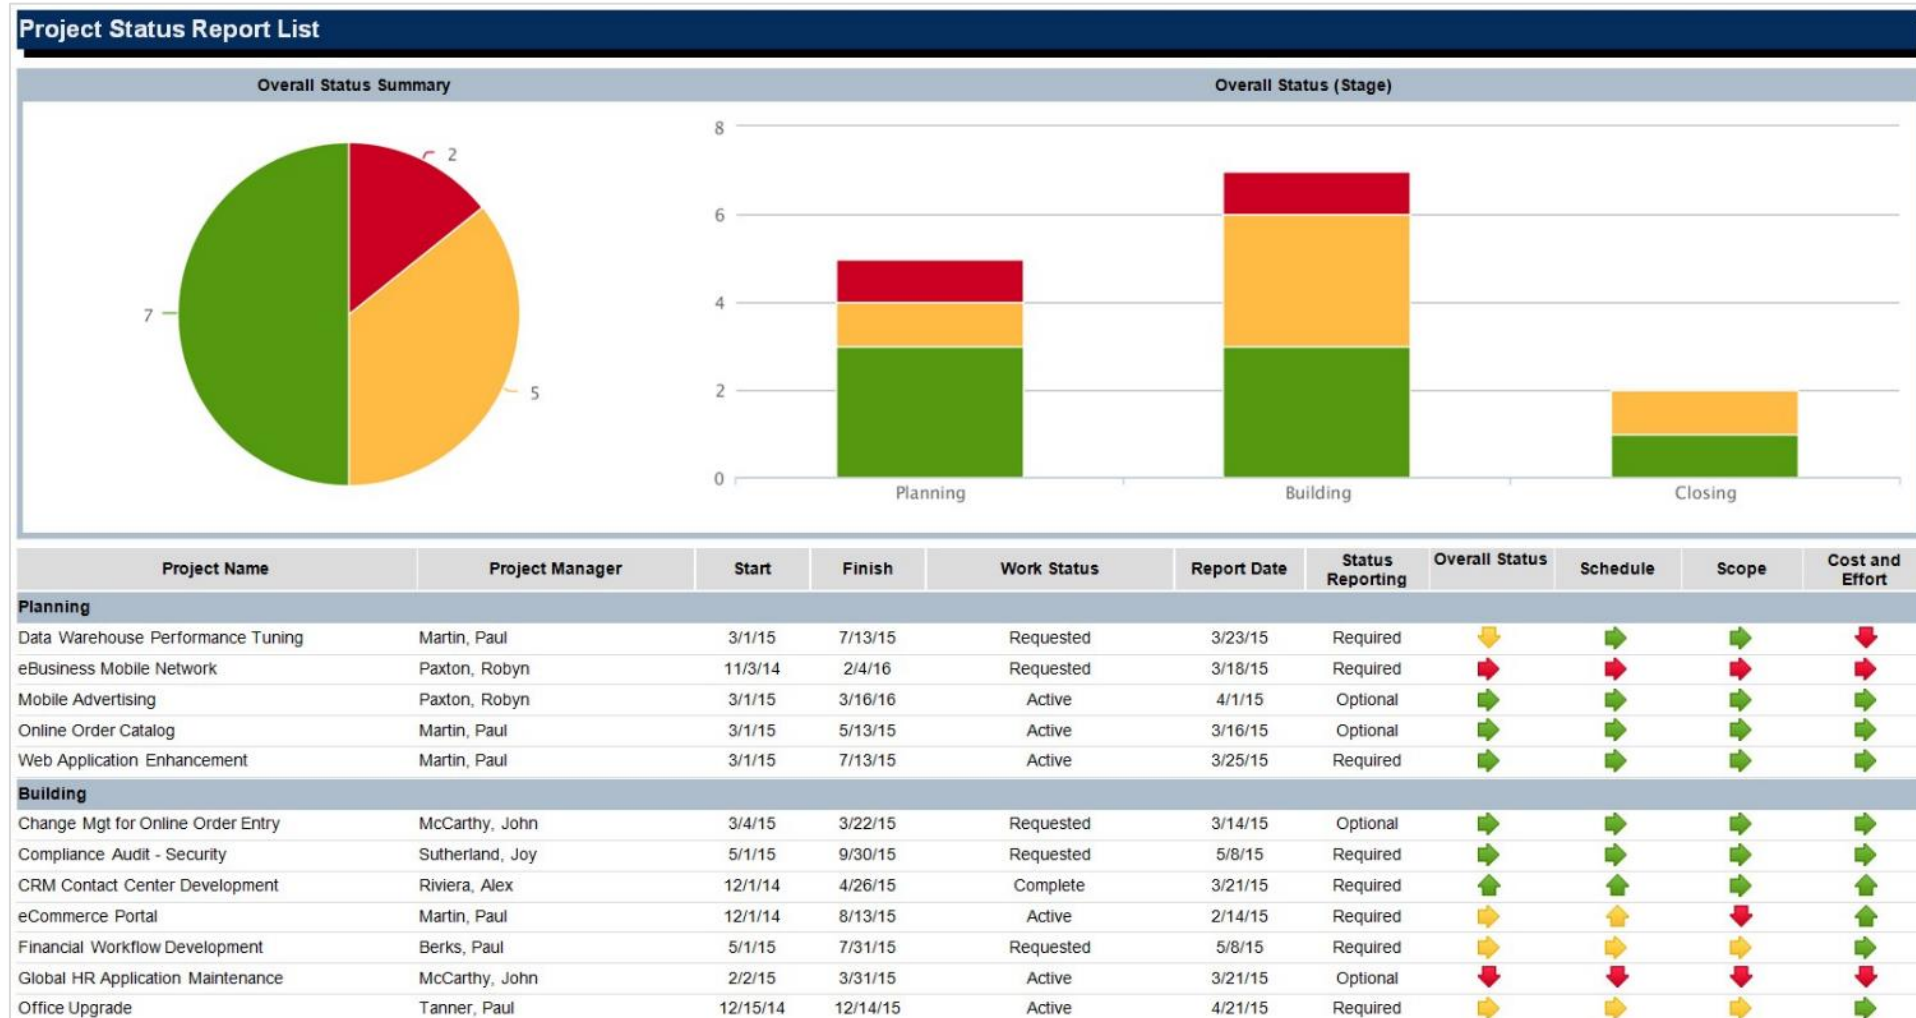 Project Status Report List
Overall Status Summary
Overall Status (Stage)
2
7
5
8
6
4
2
0
Planning
Building
Closing
Project Name Project Manager Start Finish Work Status Report Date Status Reporting Overall Status Schedule Scope Cost and Effort
Planning
Data Warehouse Performance Tuning Martin, Paul 3/1/15 7/13/15 Requested 3/23/15 Required
eBusiness Mobile Network Paxton, Robyn 11/3/14 2/4/16 Requested 3/18/15 Required
Mobile Advertising Paxton, Robyn 3/1/15 3/16/16 Active 4/1/15 Optional
Online Order Catalog Martin, Paul 3/1/15 5/13/15 Active 3/16/15 Optional
Web Application Enhancement Martin, Paul 3/1/15 7/13/15 Active 3/25/15 Required
Building
Change Mgt for Online Order Entry McCarthy, John 3/4/15 3/22/15 Requested 3/14/15 Optional
Compliance Audit - Security Sutherland, Joy 5/1/15 9/30/15 Requested 5/8/15 Required
CRM Contact Center Development Riviera, Alex 12/1/14 4/26/15 Complete 3/21/15 Required
eCommerce Portal Martin, Paul 12/1/14 8/13/15 Active 2/14/15 Required
Financial Workflow Development Berks, Paul 5/1/15 7/31/15 Requested 5/8/15 Required
Global HR Application Maintenance McCarthy, John 2/2/15 3/31/15 Active 3/21/15 Optional
Office Upgrade Tanner, Paul 12/15/14 12/14/15 Active 4/21/15 Required